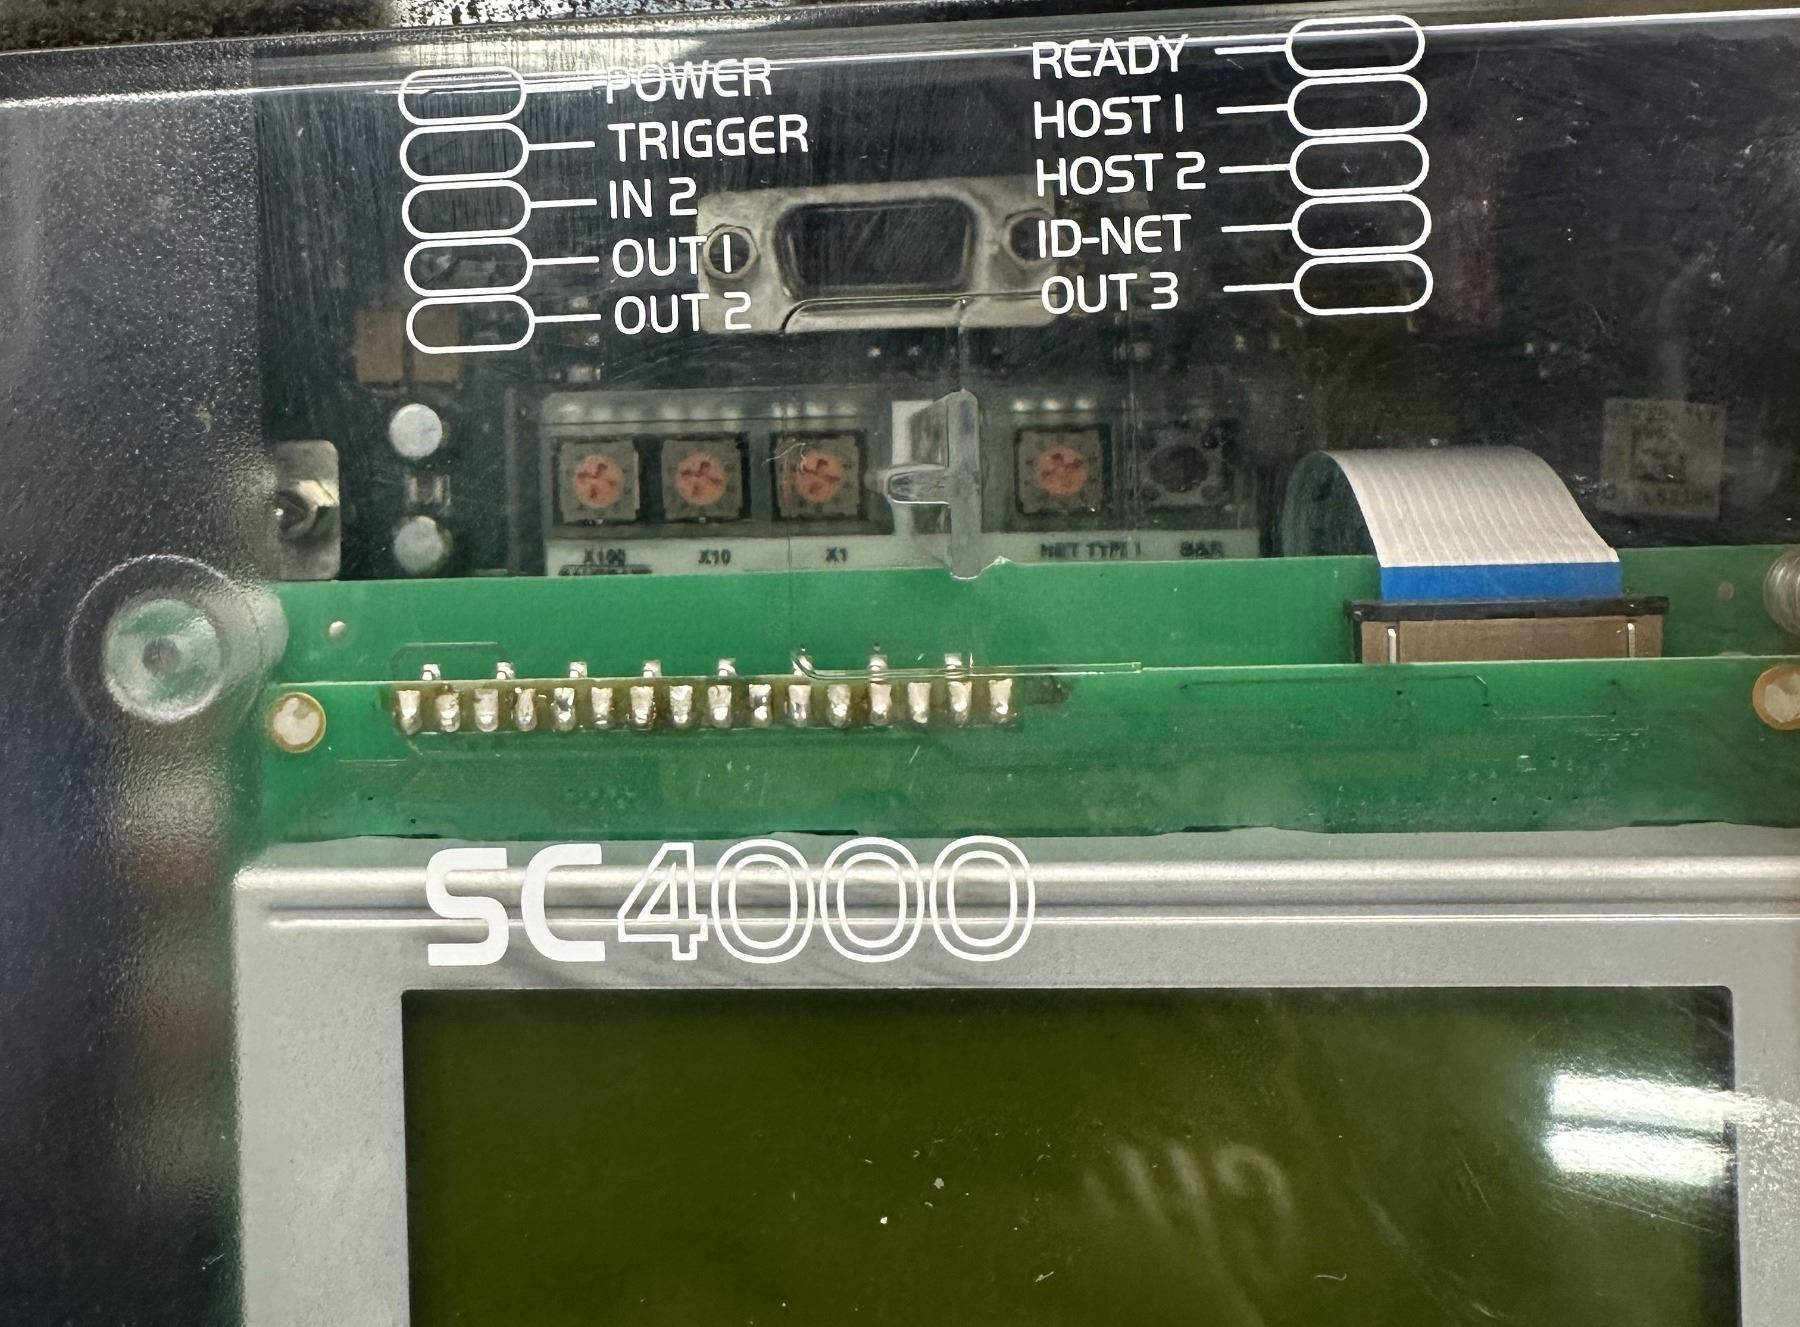 POWER
TRIGGER
IN 2
OUT 1
OUT 2
READY
HOST 1
HOST 2
ID-NET
OUT 3
X100
X10
X1
NET TYPE
B&R
SC4000